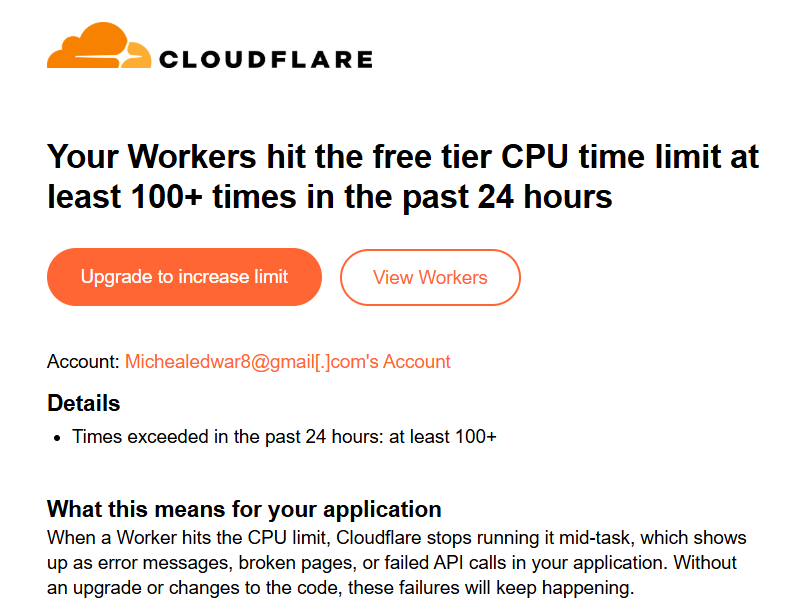 CLOUDFLARE
Your Workers hit the free tier CPU time limit at
least 100+ times in the past 24 hours
Upgrade to increase limit
View Workers
Account: Michealedwar8@gmail[.]com's Account
Details
• Times exceeded in the past 24 hours: at least 100+
What this means for your application
When a Worker hits the CPU limit, Cloudflare stops running it mid-task, which shows
up as error messages, broken pages, or failed API calls in your application. Without
an upgrade or changes to the code, these failures will keep happening.